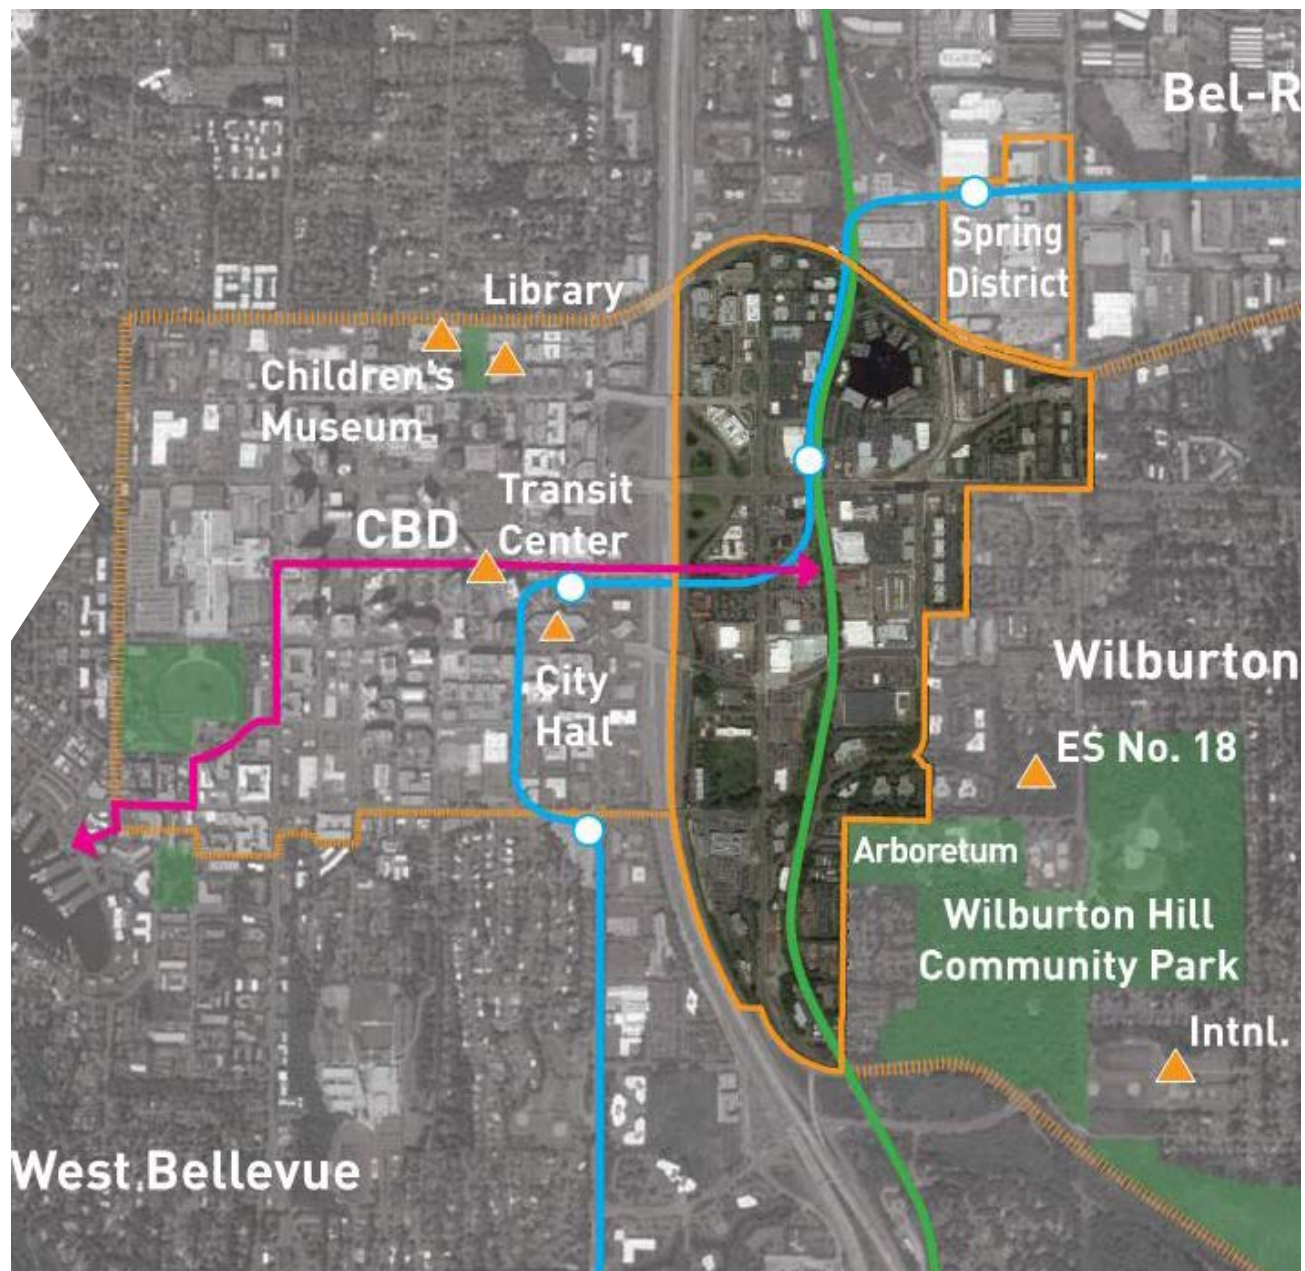 Bel-R
Spring
District
Library
Children's
Museum
Transit
Center
CBD
City
Hall
Wilburton
ES No. 18
Arboretum
Wilburton Hill
Community Park
Intnl.
West Bellevue